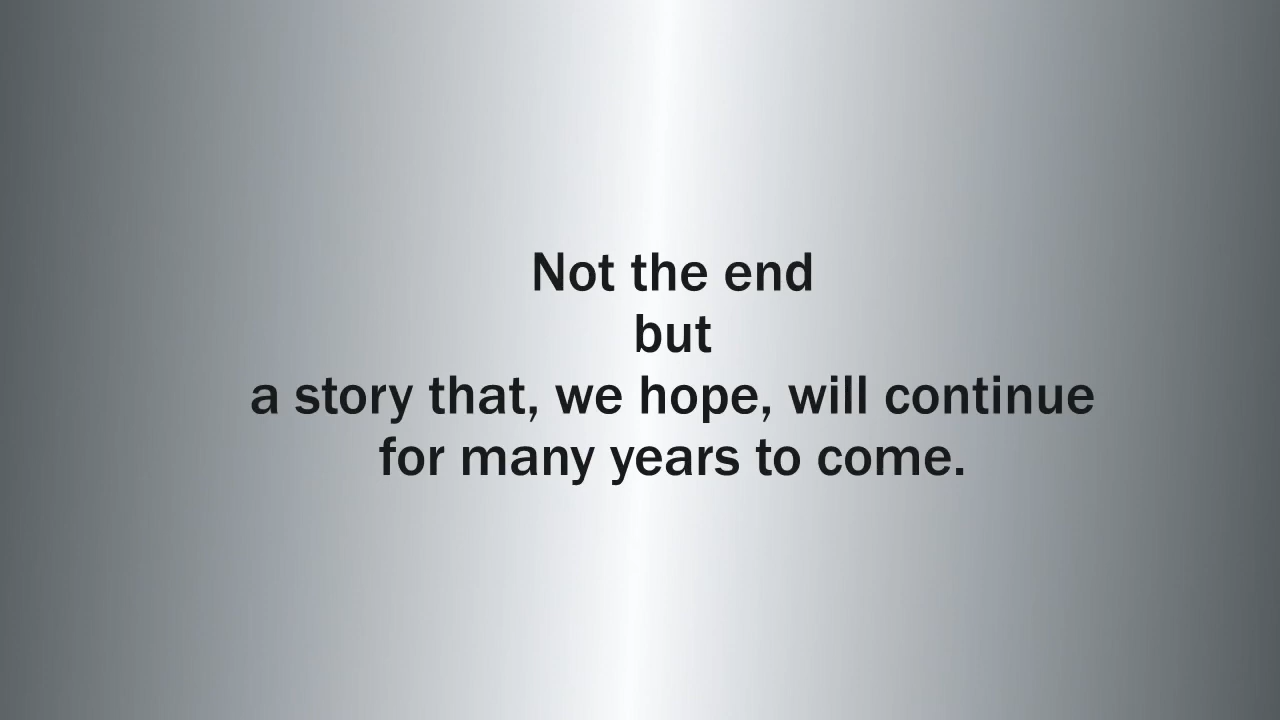 Not the end
but
a story that, we hope, will continue
for many years to come.